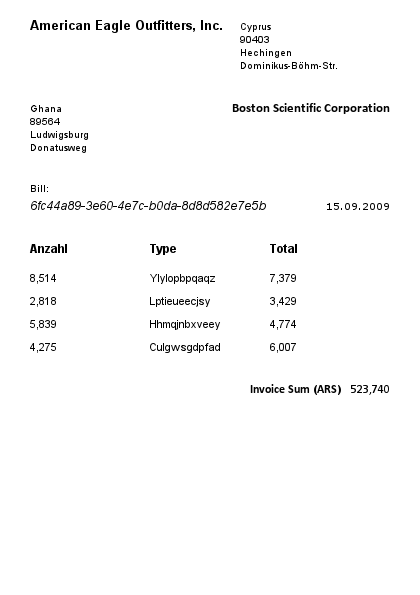 American Eagle Outfitters, Inc.
Cyprus
90403
Hechingen
Dominikus-Böhm-Str.
Ghana
89564
Ludwigsburg
Donatusweg
Boston Scientific Corporation
Bill:
6fc44a89-3e60-4e7c-b0da-8d8d582e7e5b
15.09.2009
Anzahl Type Total
8,514 Ylylopbpqaqz 7,379
2,818 Lptieueecjsy 3,429
5,839 Hhmqjnbxveey 4,774
4,275 Culgwsgdpfad 6,007
Invoice Sum (ARS) 523,740